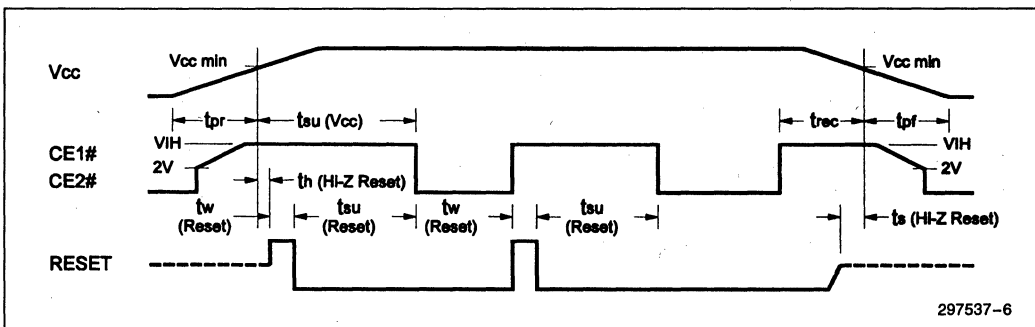 Vcc
Vcc min
Vcc min
tpr
tsu (Vcc)
trec
tpf
CE1#
VIH
VIH
2V
2V
CE2#
th (HI-Z Reset)
tw
(Reset)
tsu
(Reset)
tw
(Reset)
tsu
(Reset)
ts (HI-Z Reset)
RESET
297537-6